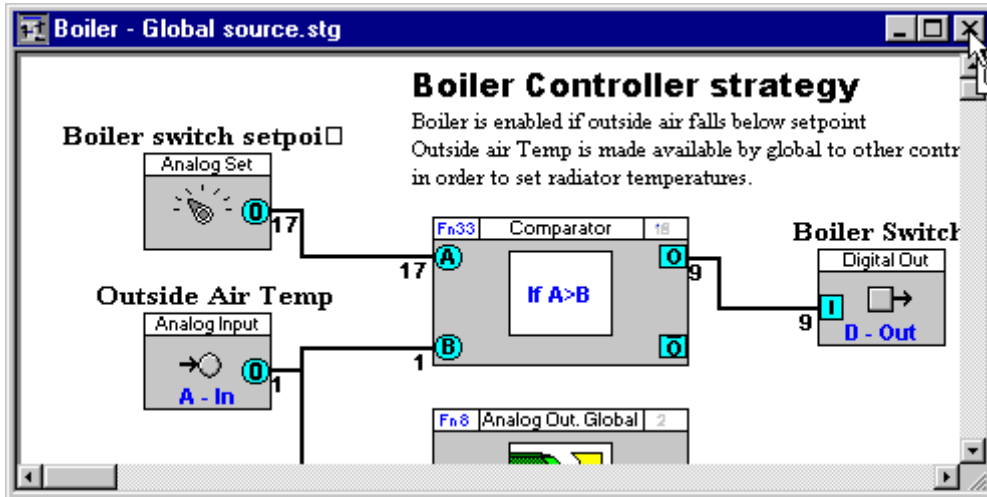 Boiler - Global source.stg
Boiler Controller strategy
Boiler is enabled if outside air falls below setpoint
Outside air Temp is made available by global to other contr
in order to set radiator temperatures.
Boiler switch setpoi
Analog Set
O
17
Fn33 Comparator 18
17 A
If A>B
O
9
B
1
O
Boiler Switch
Digital Out
I
9
D - Out
Outside Air Temp
Analog Input
O
1
A - In
Fn8 Analog Out. Global 2